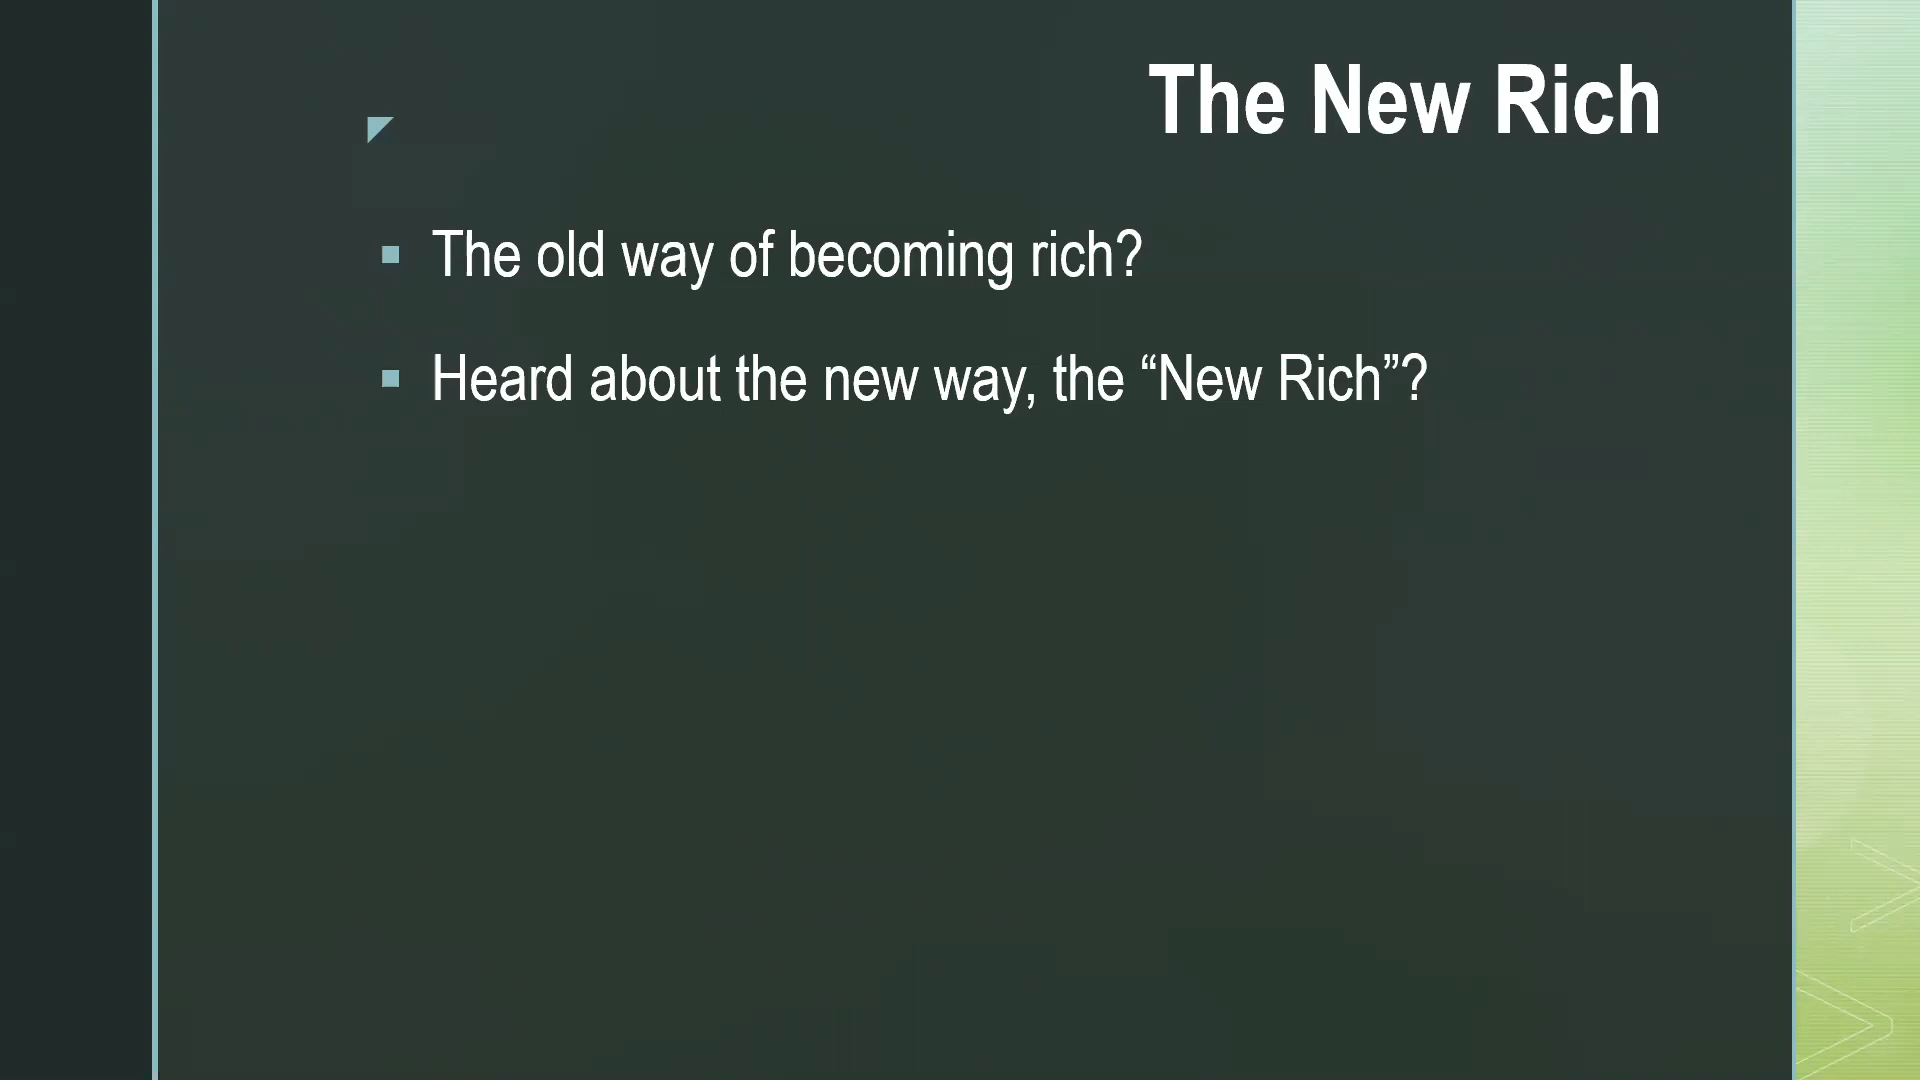 The New Rich
The old way of becoming rich?
Heard about the new way, the “New Rich”?